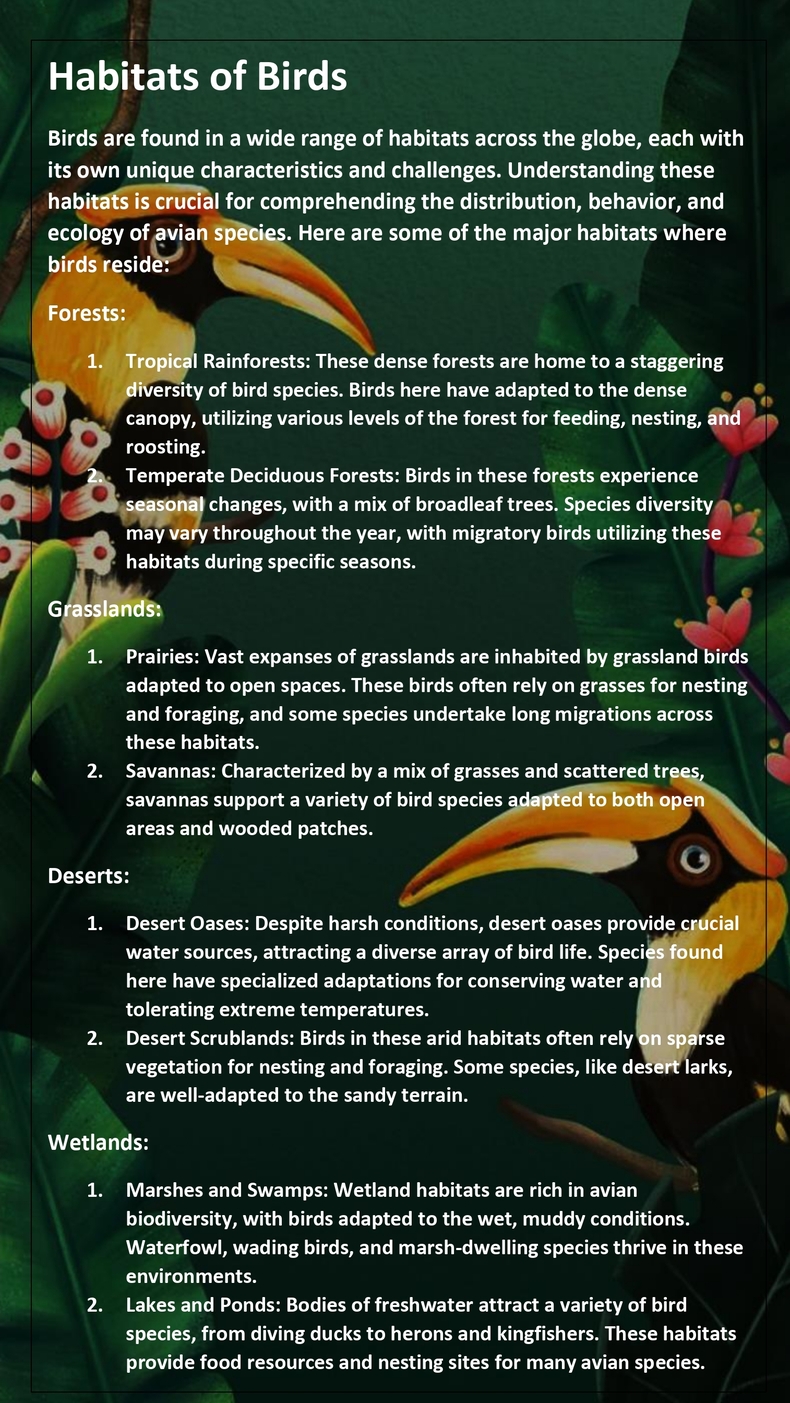 Habitats of Birds
Birds are found in a wide range of habitats across the globe, each with
its own unique characteristics and challenges. Understanding these
habitats is crucial for comprehending the distribution, behavior, and
ecology of avian species. Here are some of the major habitats where
birds reside:
Forests:
1. Tropical Rainforests: These dense forests are home to a staggering
diversity of bird species. Birds here have adapted to the dense
canopy, utilizing various levels of the forest for feeding, nesting, and
roosting.
2. Temperate Deciduous Forests: Birds in these forests experience
seasonal changes, with a mix of broadleaf trees. Species diversity
may vary throughout the year, with migratory birds utilizing these
habitats during specific seasons.
Grasslands:
1. Prairies: Vast expanses of grasslands are inhabited by grassland birds
adapted to open spaces. These birds often rely on grasses for nesting
and foraging, and some species undertake long migrations across
these habitats.
2. Savannas: Characterized by a mix of grasses and scattered trees,
savannas support a variety of bird species adapted to both open
areas and wooded patches.
Deserts:
1. Desert Oases: Despite harsh conditions, desert oases provide crucial
water sources, attracting a diverse array of bird life. Species found
here have specialized adaptations for conserving water and
tolerating extreme temperatures.
2. Desert Scrublands: Birds in these arid habitats often rely on sparse
vegetation for nesting and foraging. Some species, like desert larks,
are well-adapted to the sandy terrain.
Wetlands:
1. Marshes and Swamps: Wetland habitats are rich in avian
biodiversity, with birds adapted to the wet, muddy conditions.
Waterfowl, wading birds, and marsh-dwelling species thrive in these
environments.
2. Lakes and Ponds: Bodies of freshwater attract a variety of bird
species, from diving ducks to herons and kingfishers. These habitats
provide food resources and nesting sites for many avian species.